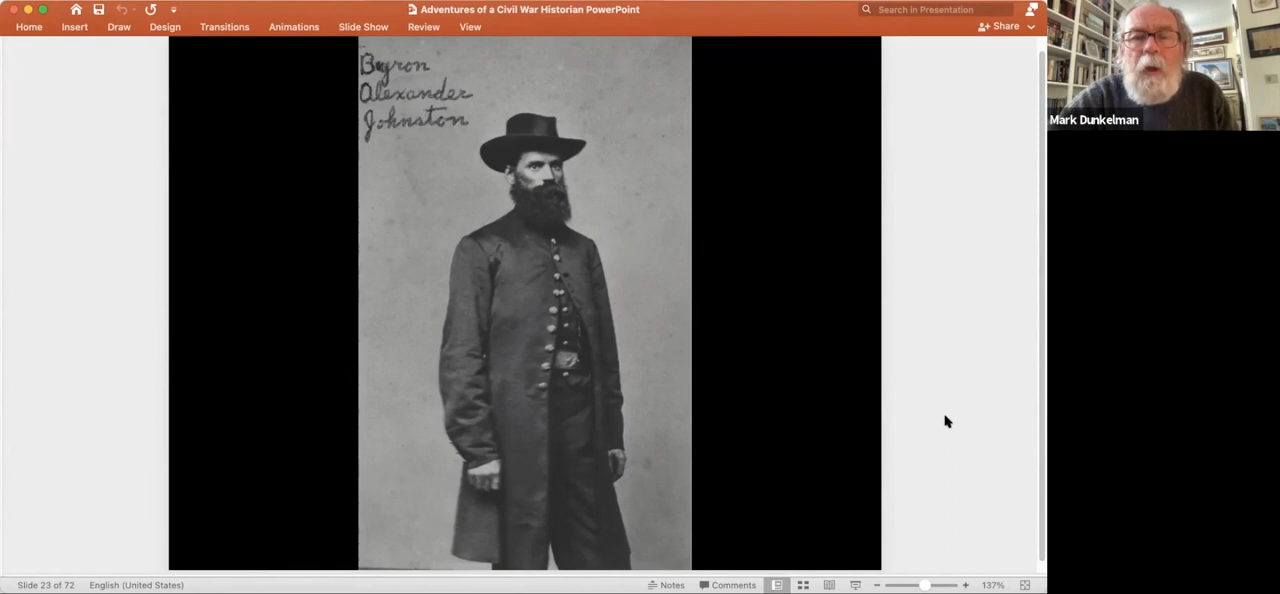 Adventures of a Civil War Historian PowerPoint
Search in Presentation
Home Insert Draw Design Transitions Animations Slide Show Review View Share
Byron
Alexander
Johnston
Mark Dunkelman
Slide 23 of 72 English (United States) Notes Comments 137%